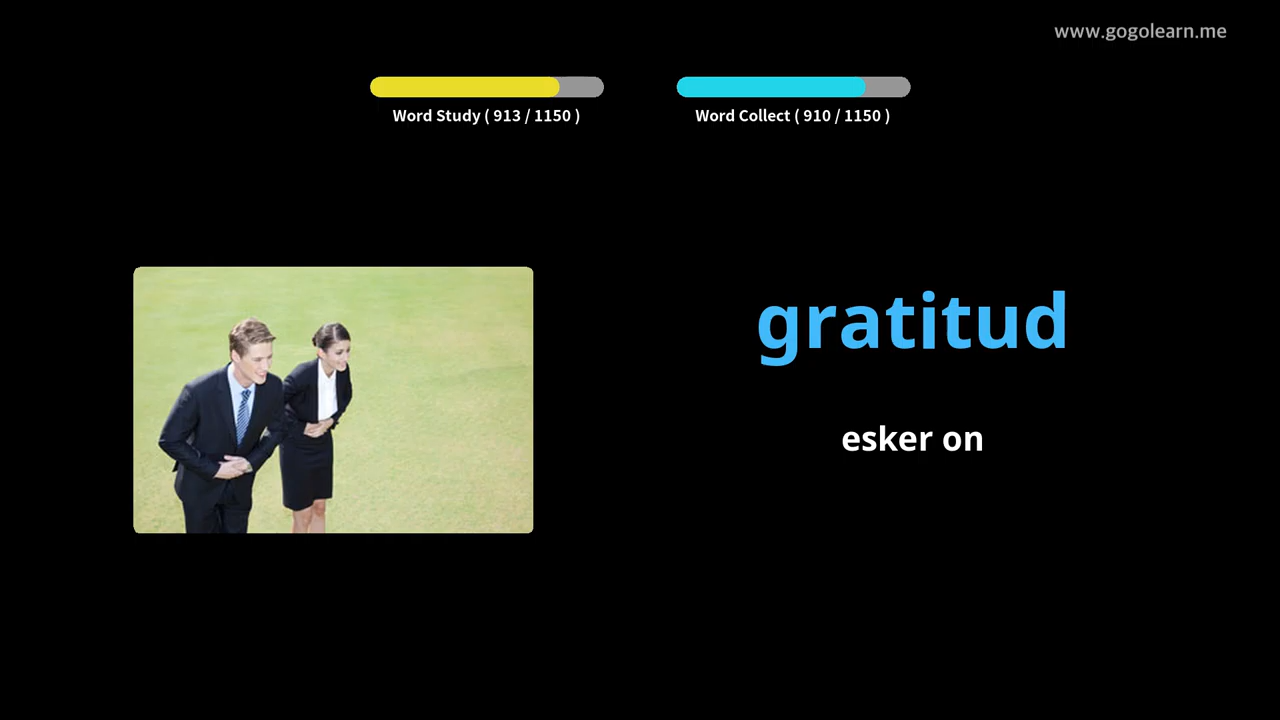 www.gogolearn.me
Word Study ( 913 / 1150 )
Word Collect ( 910 / 1150 )
gratitud
esker on